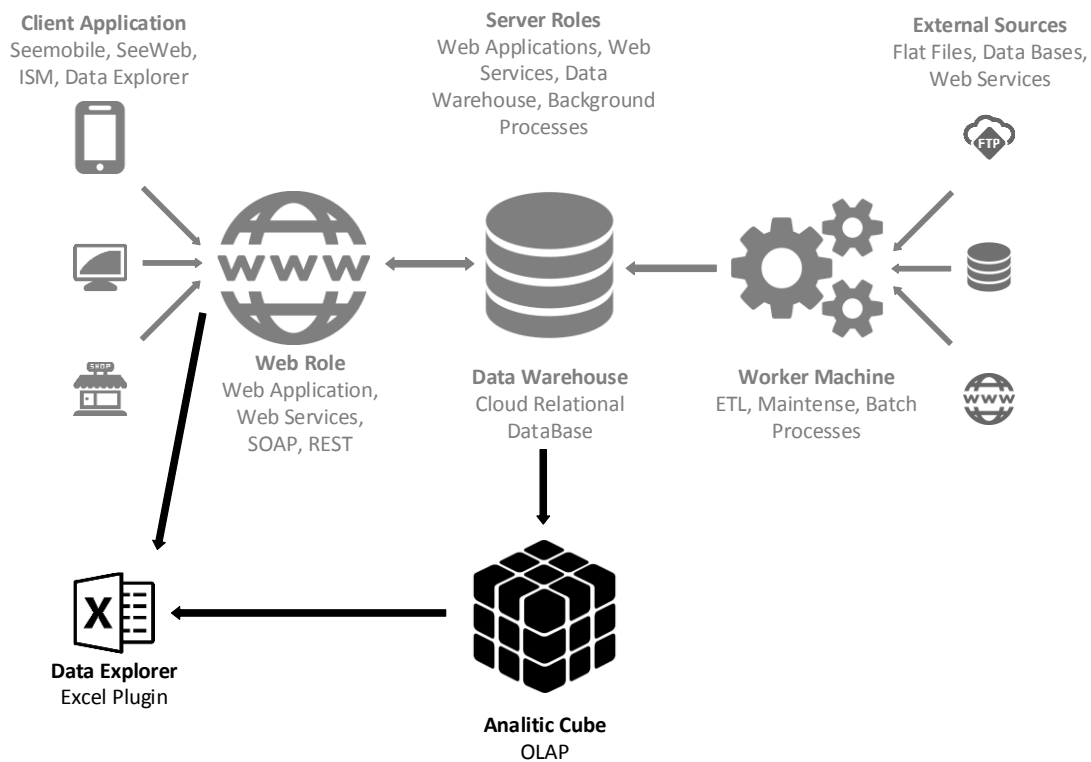 Client Application
Seemobile, SeeWeb,
ISM, Data Explorer
Server Roles
Web Applications, Web
Services, Data
Warehouse, Background
Processes
External Sources
Flat Files, Data Bases,
Web Services
FTP
WWW
SHOP
WWW
Web Role
Web Application,
Web Services,
SOAP, REST
Data Warehouse
Cloud Relational
DataBase
Worker Machine
ETL, Maintense, Batch
Processes
X
Data Explorer
Excel Plugin
Analitic Cube
OLAP